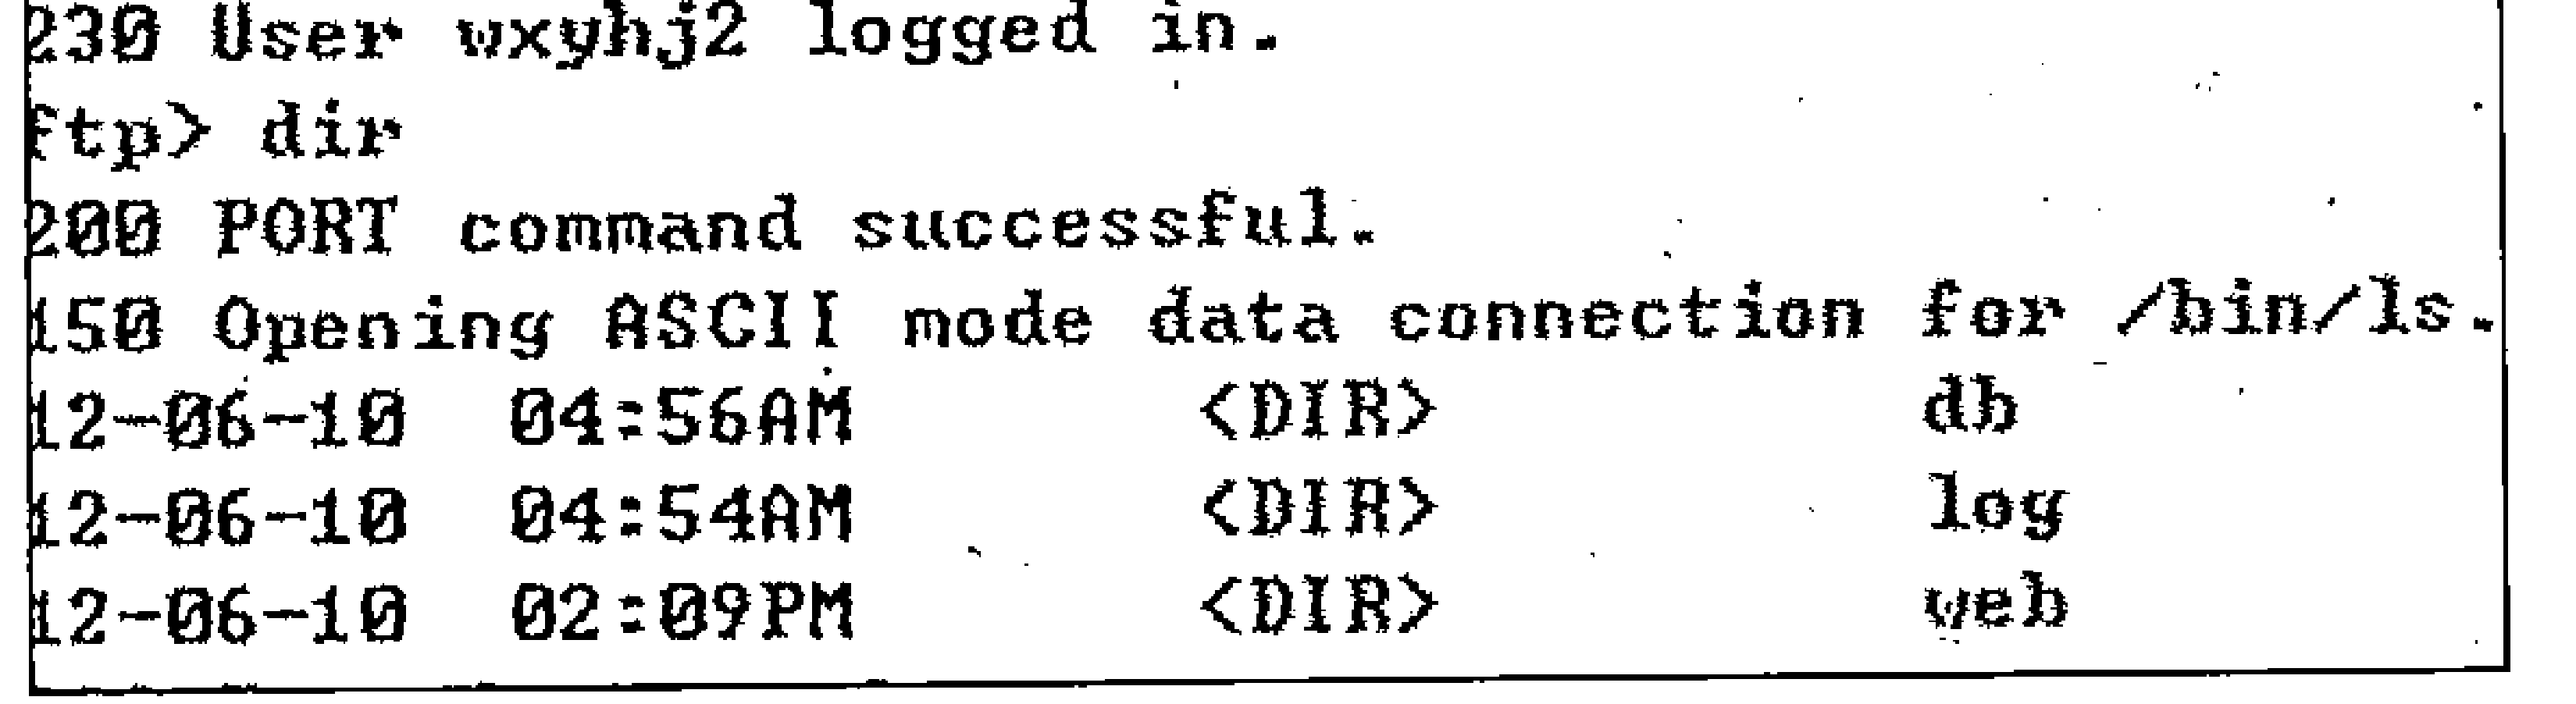 230 User wxyhj2 logged in.
ftp> dir
200 PORT command successful.
150 Opening ASCII mode data connection for /bin/ls.
12-06-10  04:56AM       <DIR>          db
12-06-10  04:54AM       <DIR>          log
12-06-10  02:09PM       <DIR>          web